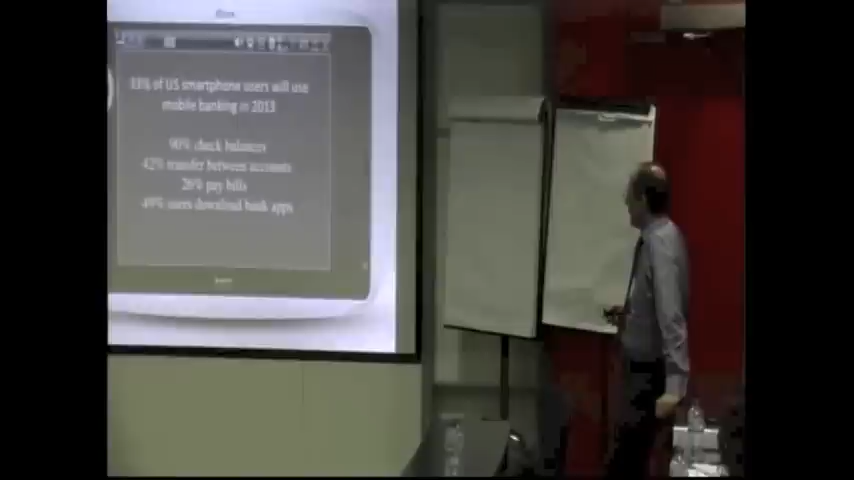 of US smartphone users will use
mobile banking in 2013
90% check balances
42% transfer between accounts
26% pay bills
49% users download bank apps